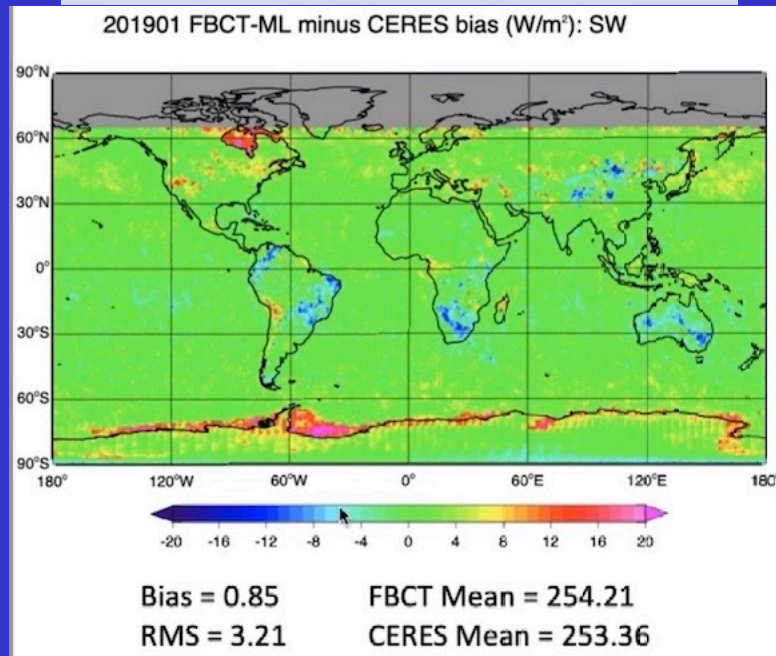 201901 FBCT-ML minus CERES bias (W/m²): SW
90°N
60°N
30°N
0°
30°S
60°S
90°S
180° 120°W 60°W 0° 60°E 120°E 180°
-20 -16 -12 -8 -4 0 4 8 12 16 20
Bias = 0.85 FBCT Mean = 254.21
RMS = 3.21 CERES Mean = 253.36